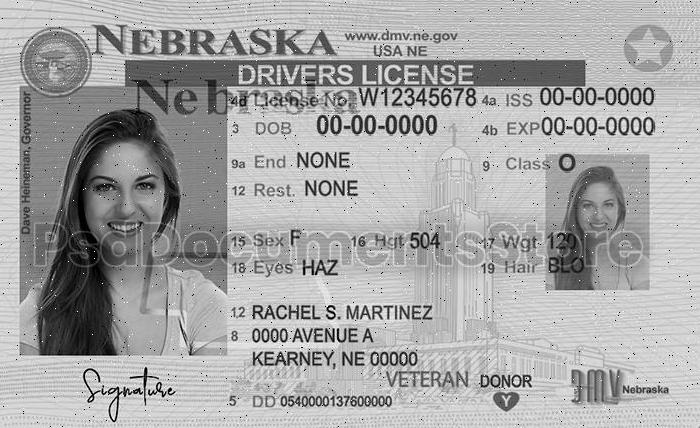 NEBRASKA www.dmv.ne.gov
USA NE
DRIVERS LICENSE
Nebraska
4d License No. W12345678 4a ISS 00-00-0000
3 DOB 00-00-0000 4b EXP 00-00-0000
9a End NONE 9 Class O
12 Rest. NONE
15 Sex F 16 Hgt 504 17 Wgt 120
18 Eyes HAZ 19 Hair BLO
PsdDocumentsStore
12 RACHEL S. MARTINEZ
8 0000 AVENUE A
KEARNEY, NE 00000
VETERAN DONOR
Y
5 DD 0540000137600000
DMV Nebraska
Dave Heineman, Governor
Signature